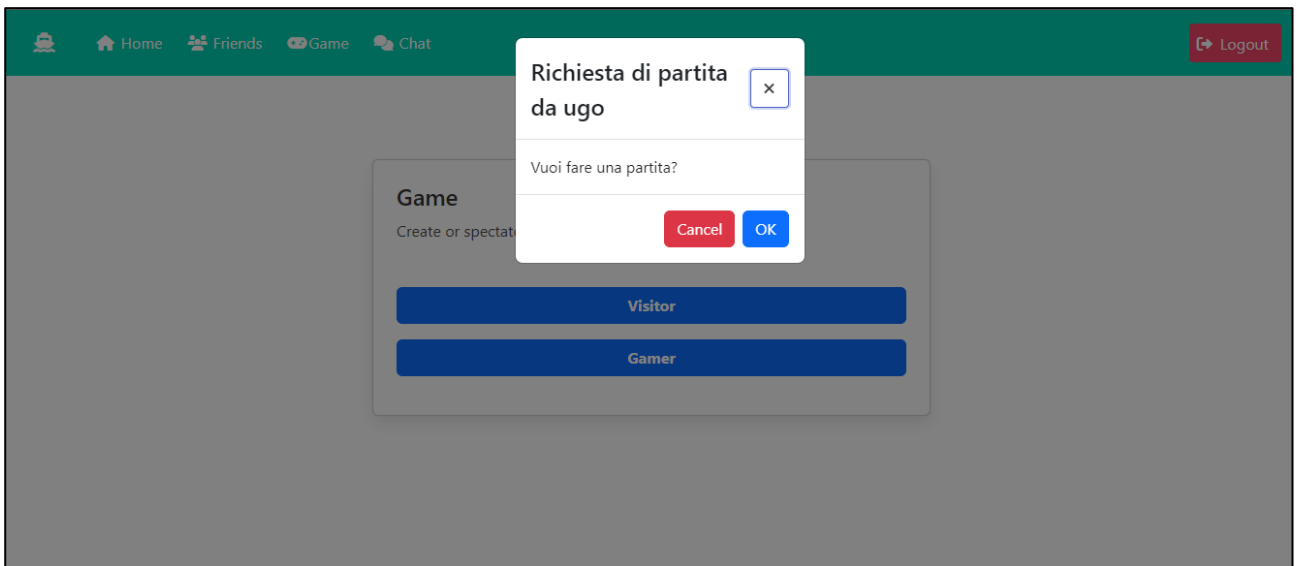 Home Friends Game Chat Logout
Richiesta di partita
da ugo
Vuoi fare una partita?
Cancel OK
Game
Create or
Visitor
Gamer